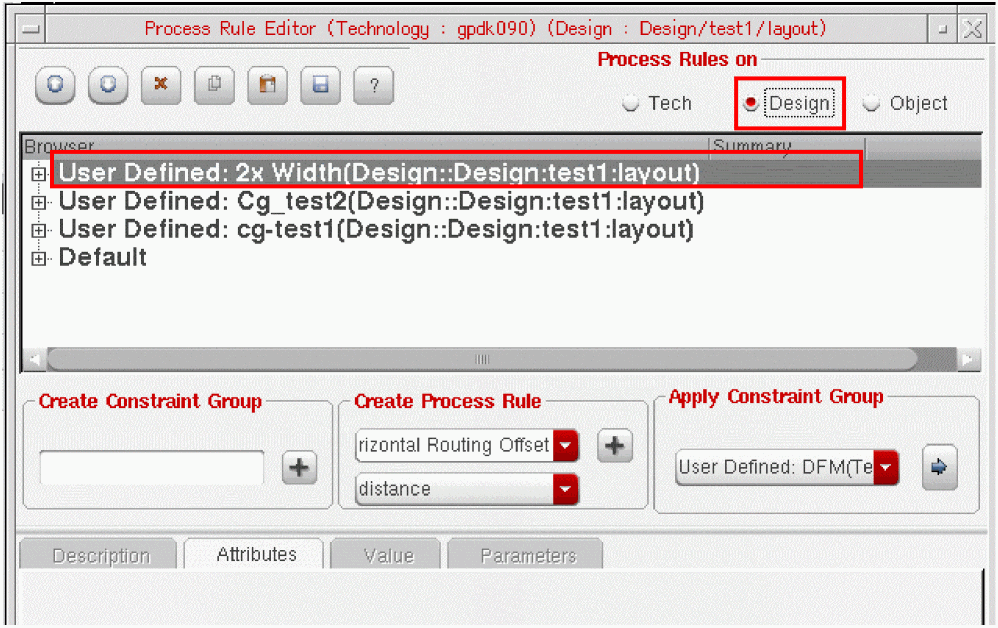 Process Rule Editor (Technology : gpdk090) (Design : Design/test1/layout)
Process Rules on
?
Tech
Design
Object
Browser
Summary
User Defined: 2x Width(Design::Design:test1:layout)
User Defined: Cg_test2(Design::Design:test1:layout)
User Defined: cg-test1(Design::Design:test1:layout)
Default
Create Constraint Group
Create Process Rule
Apply Constraint Group
rizontal Routing Offset
User Defined: DFM(Te
distance
Description
Attributes
Value
Parameters